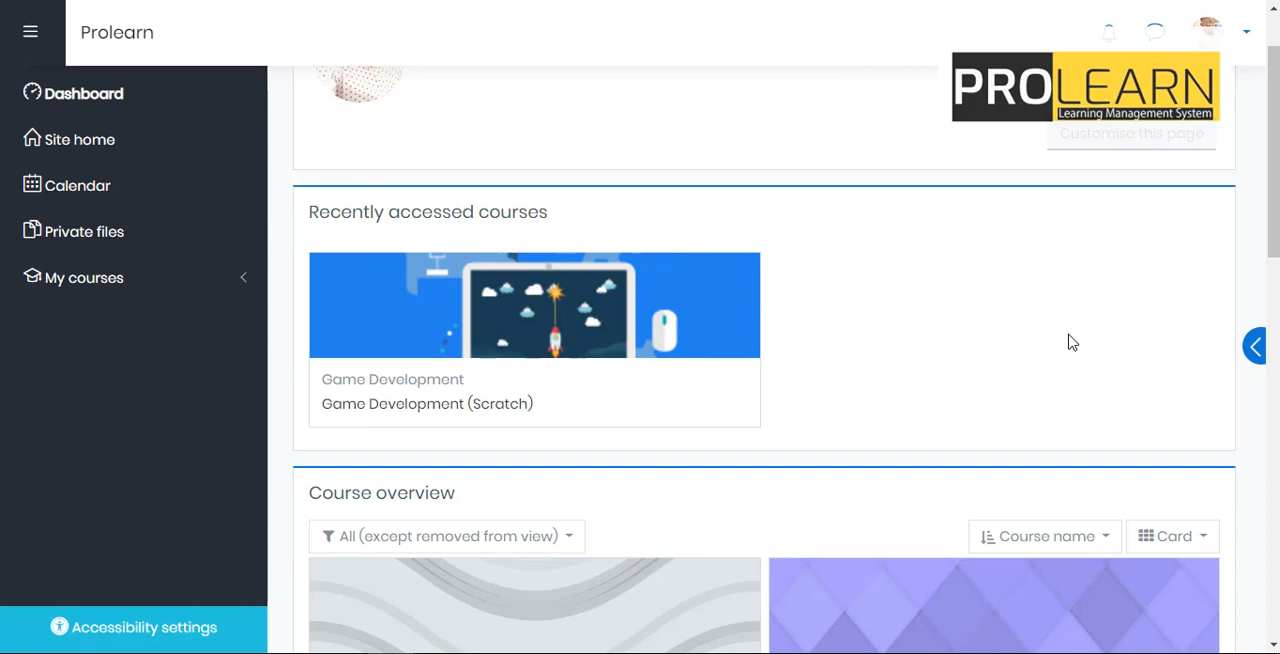 Prolearn
PROLEARN
Learning Management System
Customise this page
Dashboard
Site home
Calendar
Private files
My courses
Recently accessed courses
Game Development
Game Development (Scratch)
Course overview
All (except removed from view)
Course name
Card
Accessibility settings